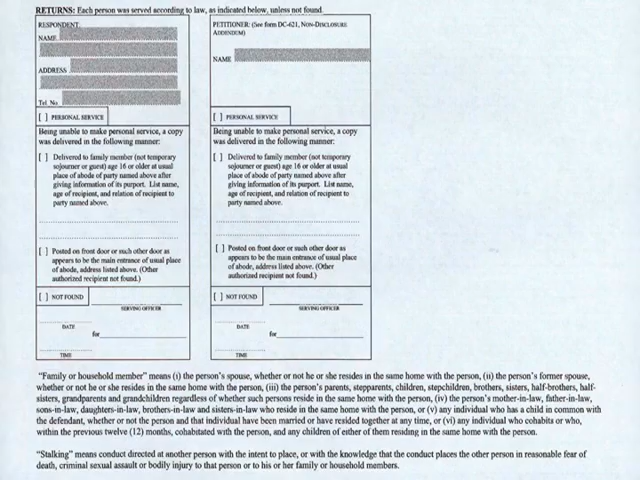 RETURNS: Each person was served according to law, as indicated below, unless not found.
RESPONDENT:
NAME
ADDRESS
Tel. No.
[ ] PERSONAL SERVICE
Being unable to make personal service, a copy
was delivered in the following manner:
[ ] Delivered to family member (not temporary
sojourner or guest) age 16 or older at usual
place of abode of party named above after
giving information of its purport. List name,
age of recipient, and relation of recipient to
party named above.
[ ] Posted on front door or such other door as
appears to be the main entrance of usual place
of abode, address listed above. (Other
authorized recipient not found.)
[ ] NOT FOUND
SERVING OFFICER
DATE
for
TIME
PETITIONER: (See form DC-621, NON-DISCLOSURE
ADDENDUM)
NAME
[ ] PERSONAL SERVICE
Being unable to make personal service, a copy
was delivered in the following manner:
[ ] Delivered to family member (not temporary
sojourner or guest) age 16 or older at usual
place of abode of party named above after
giving information of its purport. List name,
age of recipient, and relation of recipient to
party named above.
[ ] Posted on front door or such other door as
appears to be the main entrance of usual place
of abode, address listed above. (Other
authorized recipient not found.)
[ ] NOT FOUND
SERVING OFFICER
DATE
for
TIME
"Family or household member" means (i) the person's spouse, whether or not he or she resides in the same home with the person, (ii) the person's former spouse,
whether or not he or she resides in the same home with the person, (iii) the person's parents, stepparents, children, stepchildren, brothers, sisters, half-brothers, half-
sisters, grandparents and grandchildren regardless of whether such persons reside in the same home with the person, (iv) the person's mother-in-law, father-in-law,
sons-in-law, daughters-in-law, brothers-in-law and sisters-in-law who reside in the same home with the person, or (v) any individual who has a child in common with
the defendant, whether or not the person and that individual have been married or have resided together at any time, or (vi) any individual who cohabits or who,
within the previous twelve (12) months, cohabitated with the person, and any children of either of them residing in the same home with the person.
"Stalking" means conduct directed at another person with the intent to place, or with the knowledge that the conduct places the other person in reasonable fear of
death, criminal sexual assault or bodily injury to that person or to his or her family or household members.